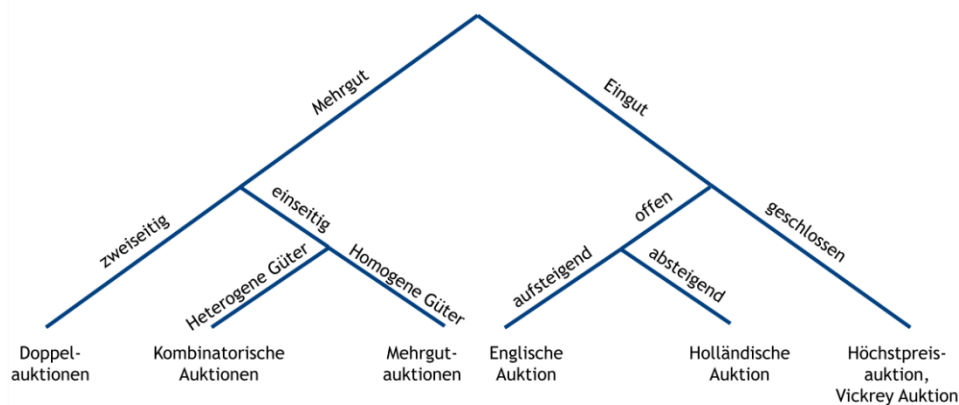 Mehrgut
Eingut
zweiseitig
einseitig
offen
geschlossen
Heterogene Güter
Homogene Güter
aufsteigend
absteigend
Doppel-
auktionen
Kombinatorische
Auktionen
Mehrgut-
auktionen
Englische
Auktion
Holländische
Auktion
Höchstpreis-
auktion,
Vickrey Auktion